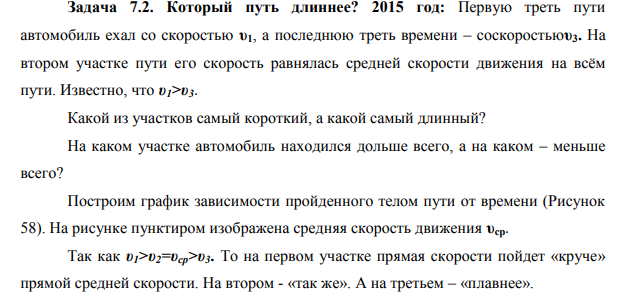 Задача 7.2. Который путь длиннее? 2015 год: Первую треть пути
автомобиль ехал со скоростью υ1, а последнюю треть времени – соскоростьюυ3. На
втором участке пути его скорость равнялась средней скорости движения на всём
пути. Известно, что υ1>υ3.
Какой из участков самый короткий, а какой самый длинный?
На каком участке автомобиль находился дольше всего, а на каком – меньше
всего?
Построим график зависимости пройденного телом пути от времени (Рисунок
58). На рисунке пунктиром изображена средняя скорость движения υср.
Так как υ1>υ2=υср>υ3. То на первом участке прямая скорости пойдет «круче»
прямой средней скорости. На втором - «так же». А на третьем – «плавнее».